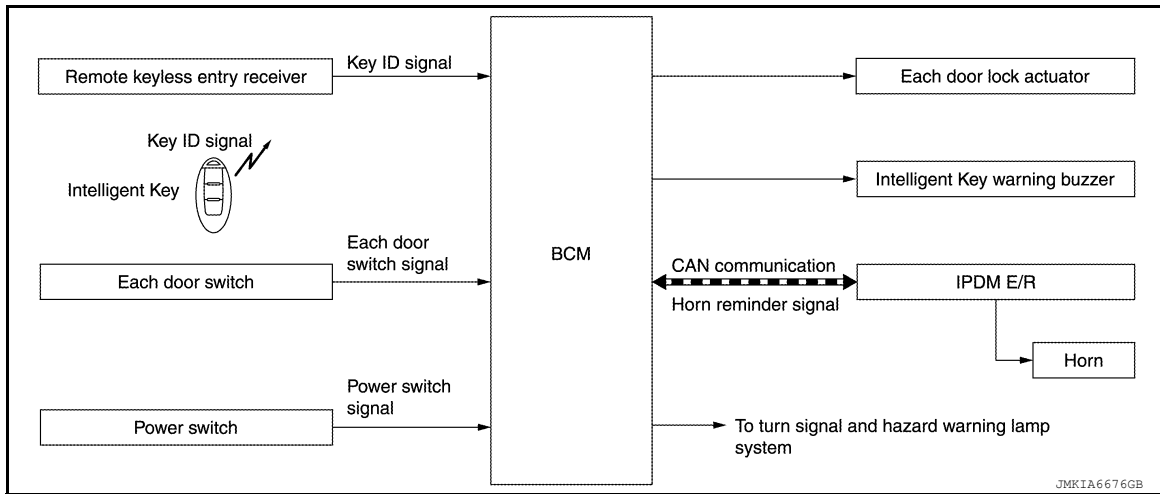 Remote keyless entry receiver
Key ID signal
Key ID signal
Intelligent Key
Each door switch
Each door
switch signal
Power switch
Power switch
signal
BCM
Each door lock actuator
Intelligent Key warning buzzer
CAN communication
Horn reminder signal
IPDM E/R
Horn
To turn signal and hazard warning lamp
system
JMKIA6676GB